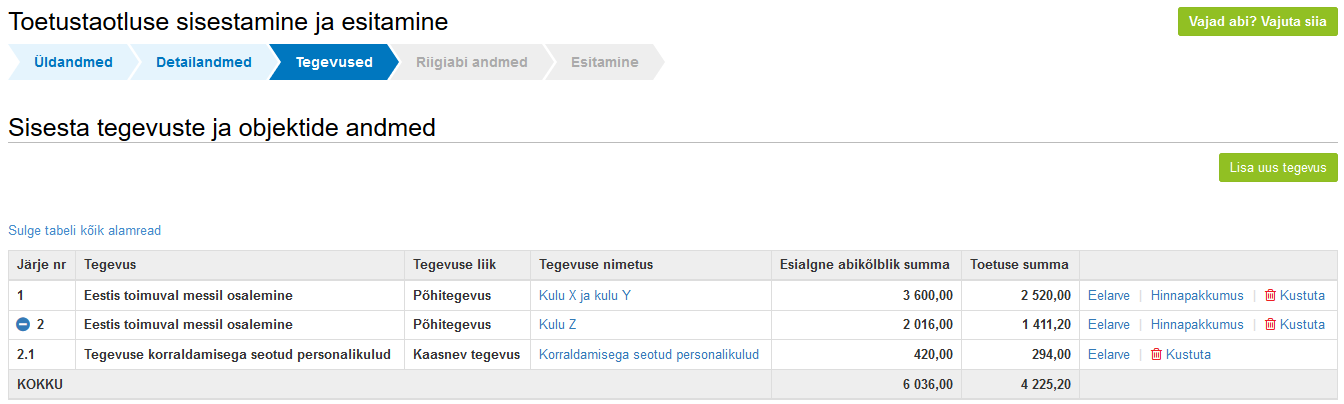 Toetustaotluse sisestamine ja esitamine
Vajad abi? Vajuta siia
Üldandmed Detailandmed Tegevused Riigiabi andmed Esitamine
Sisesta tegevuste ja objektide andmed
Lisa uus tegevus
Sulge tabeli kõik alamread
Järje nr Tegevus Tegevuse liik Tegevuse nimetus Esialgne abikõlblik summa Toetuse summa
1 Eestis toimuval messil osalemine Põhitegevus Kulu X ja kulu Y 3 600,00 2 520,00 Eelarve | Hinnapakkumus | Kustuta
2 Eestis toimuval messil osalemine Põhitegevus Kulu Z 2 016,00 1 411,20 Eelarve | Hinnapakkumus | Kustuta
2.1 Tegevuse korraldamisega seotud personalikulud Kaasnev tegevus Korraldamisega seotud personalikulud 420,00 294,00 Eelarve | Kustuta
KOKKU 6 036,00 4 225,20